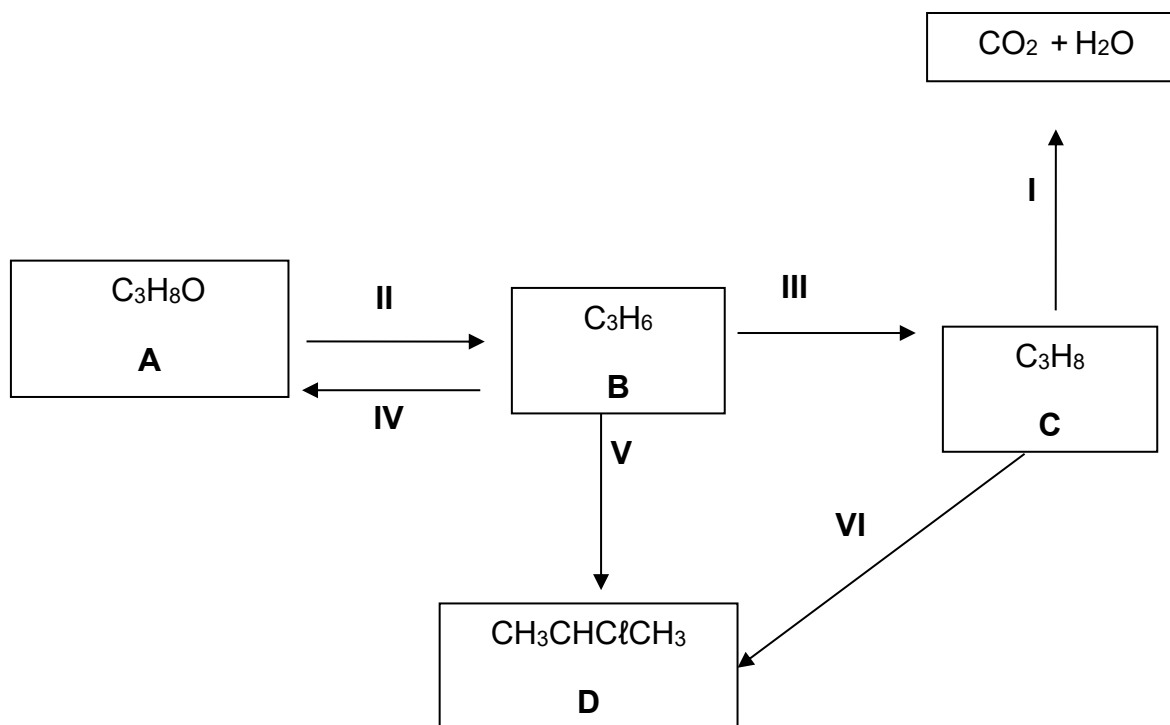 CO₂ + H₂O
I
C₃H₈O
A
II
IV
C₃H₆
B
III
C₃H₈
C
V
VI
CH₃CHCℓCH₃
D